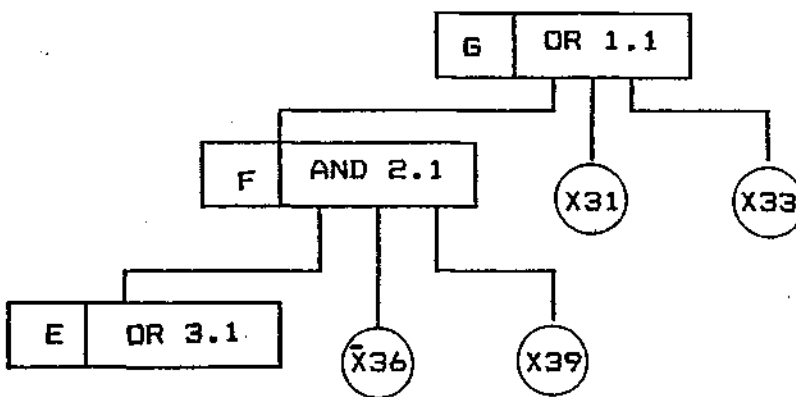 G OR 1.1
F AND 2.1
X31 X33
E OR 3.1
X̄36 X39